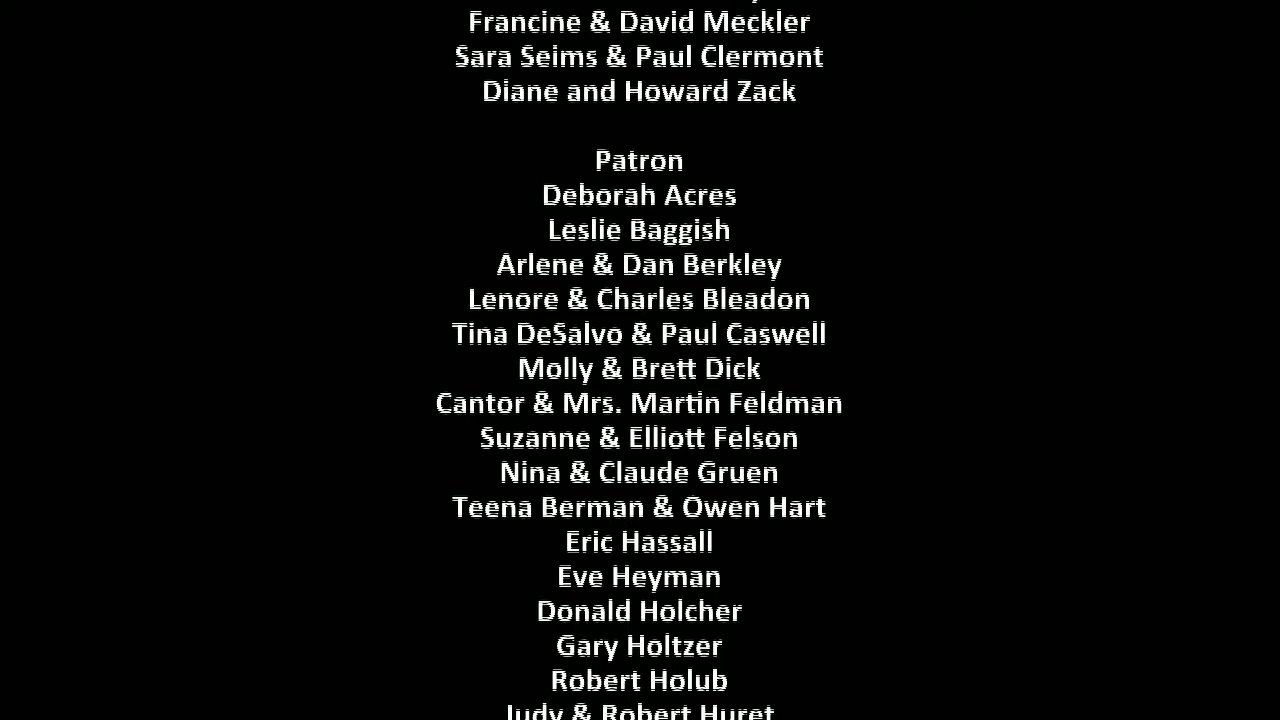 Francine & David Meckler
Sara Seims & Paul Clermont
Diane and Howard Zack
Patron
Deborah Acres
Leslie Baggish
Arlene & Dan Berkley
Lenore & Charles Bleadon
Tina DeSalvo & Paul Caswell
Molly & Brett Dick
Cantor & Mrs. Martin Feldman
Suzanne & Elliott Felson
Nina & Claude Gruen
Teena Berman & Owen Hart
Eric Hassall
Eve Heyman
Donald Holcher
Gary Holtzer
Robert Holub
Judy & Robert Huret